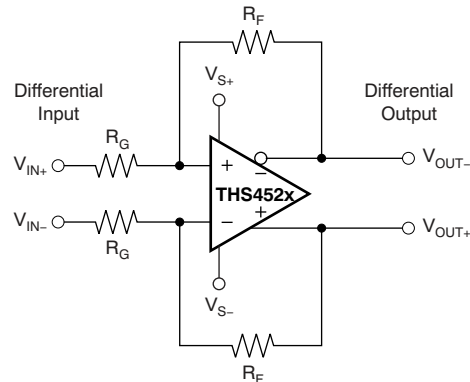 R_F
V_S+
Differential
Input
Differential
Output
R_G
V_IN+
+
−
V_OUT−
THS452x
V_IN−
−
+
V_OUT+
R_G
V_S−
R_F